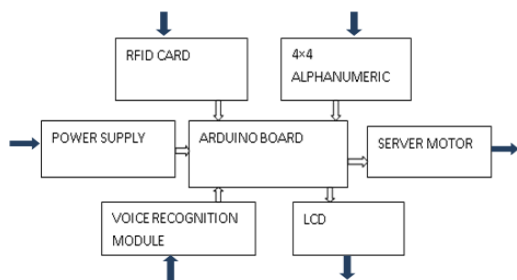 RFID CARD
4×4
ALPHANUMERIC
POWER SUPPLY
ARDUINO BOARD
SERVER MOTOR
VOICE RECOGNITION
MODULE
LCD